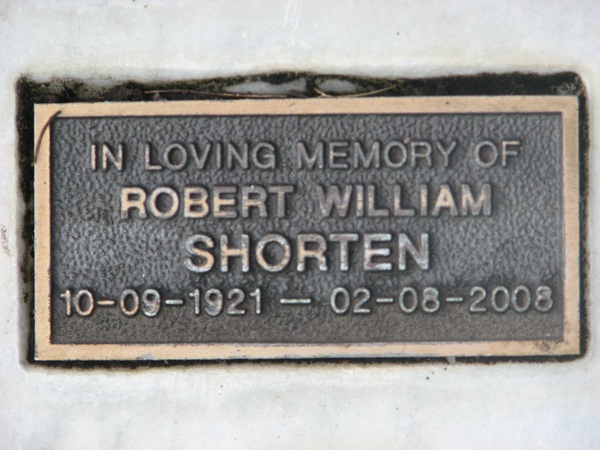 IN LOVING MEMORY OF
ROBERT WILLIAM
SHORTEN
10-09-1921 — 02-08-2008